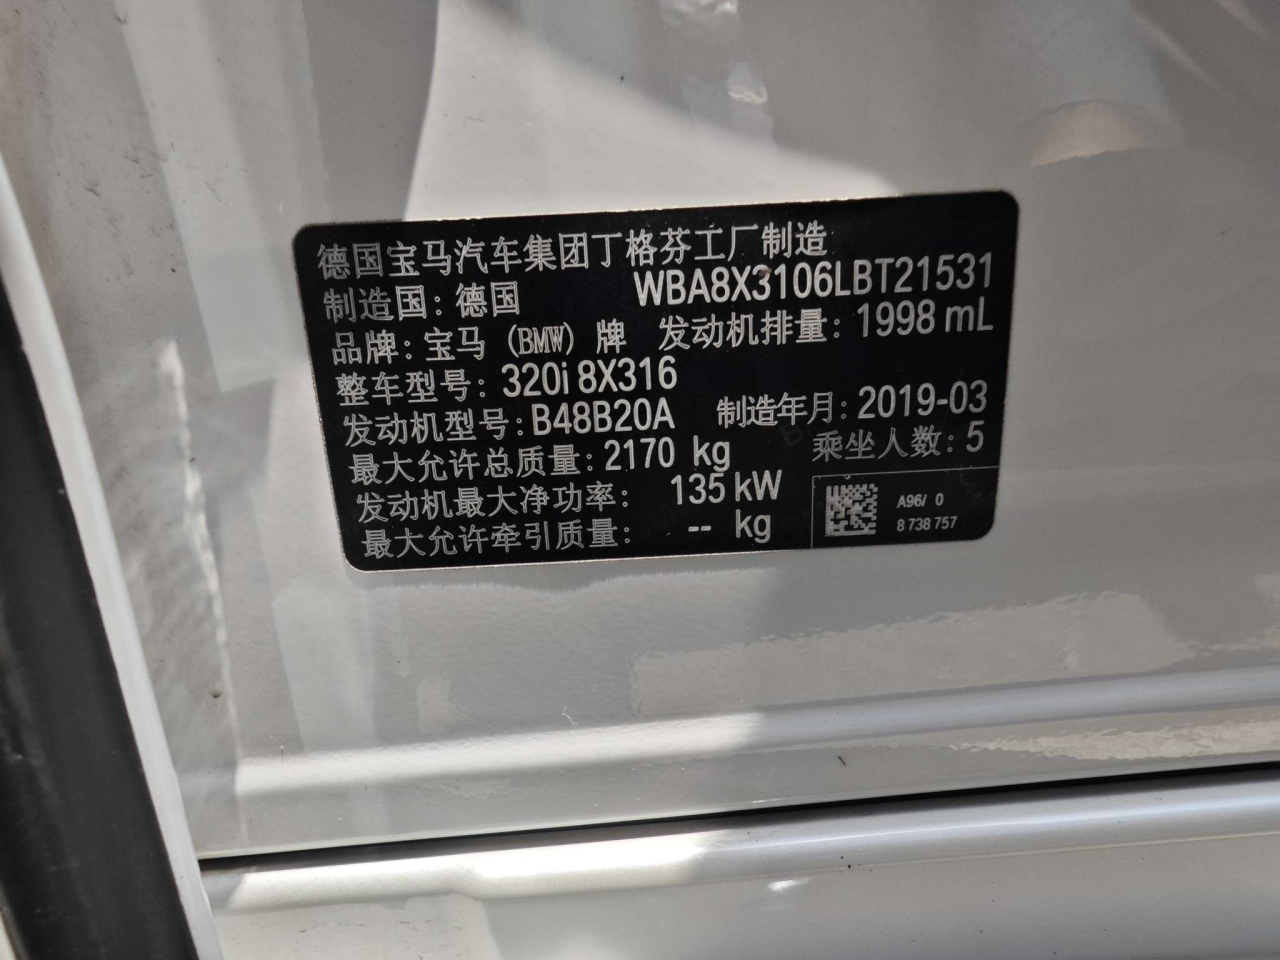 德国宝马汽车集团丁格芬工厂制造
制造国: 德国 WBA8X3106LBT21531
品牌: 宝马 (BMW) 牌 发动机排量: 1998 mL
整车型号: 320i 8X316
发动机型号: B48B20A 制造年月: 2019-03
最大允许总质量: 2170 kg 乘坐人数: 5
发动机最大净功率: 135 kW
最大允许牵引质量: -- kg
A96/ 0
8 738 757